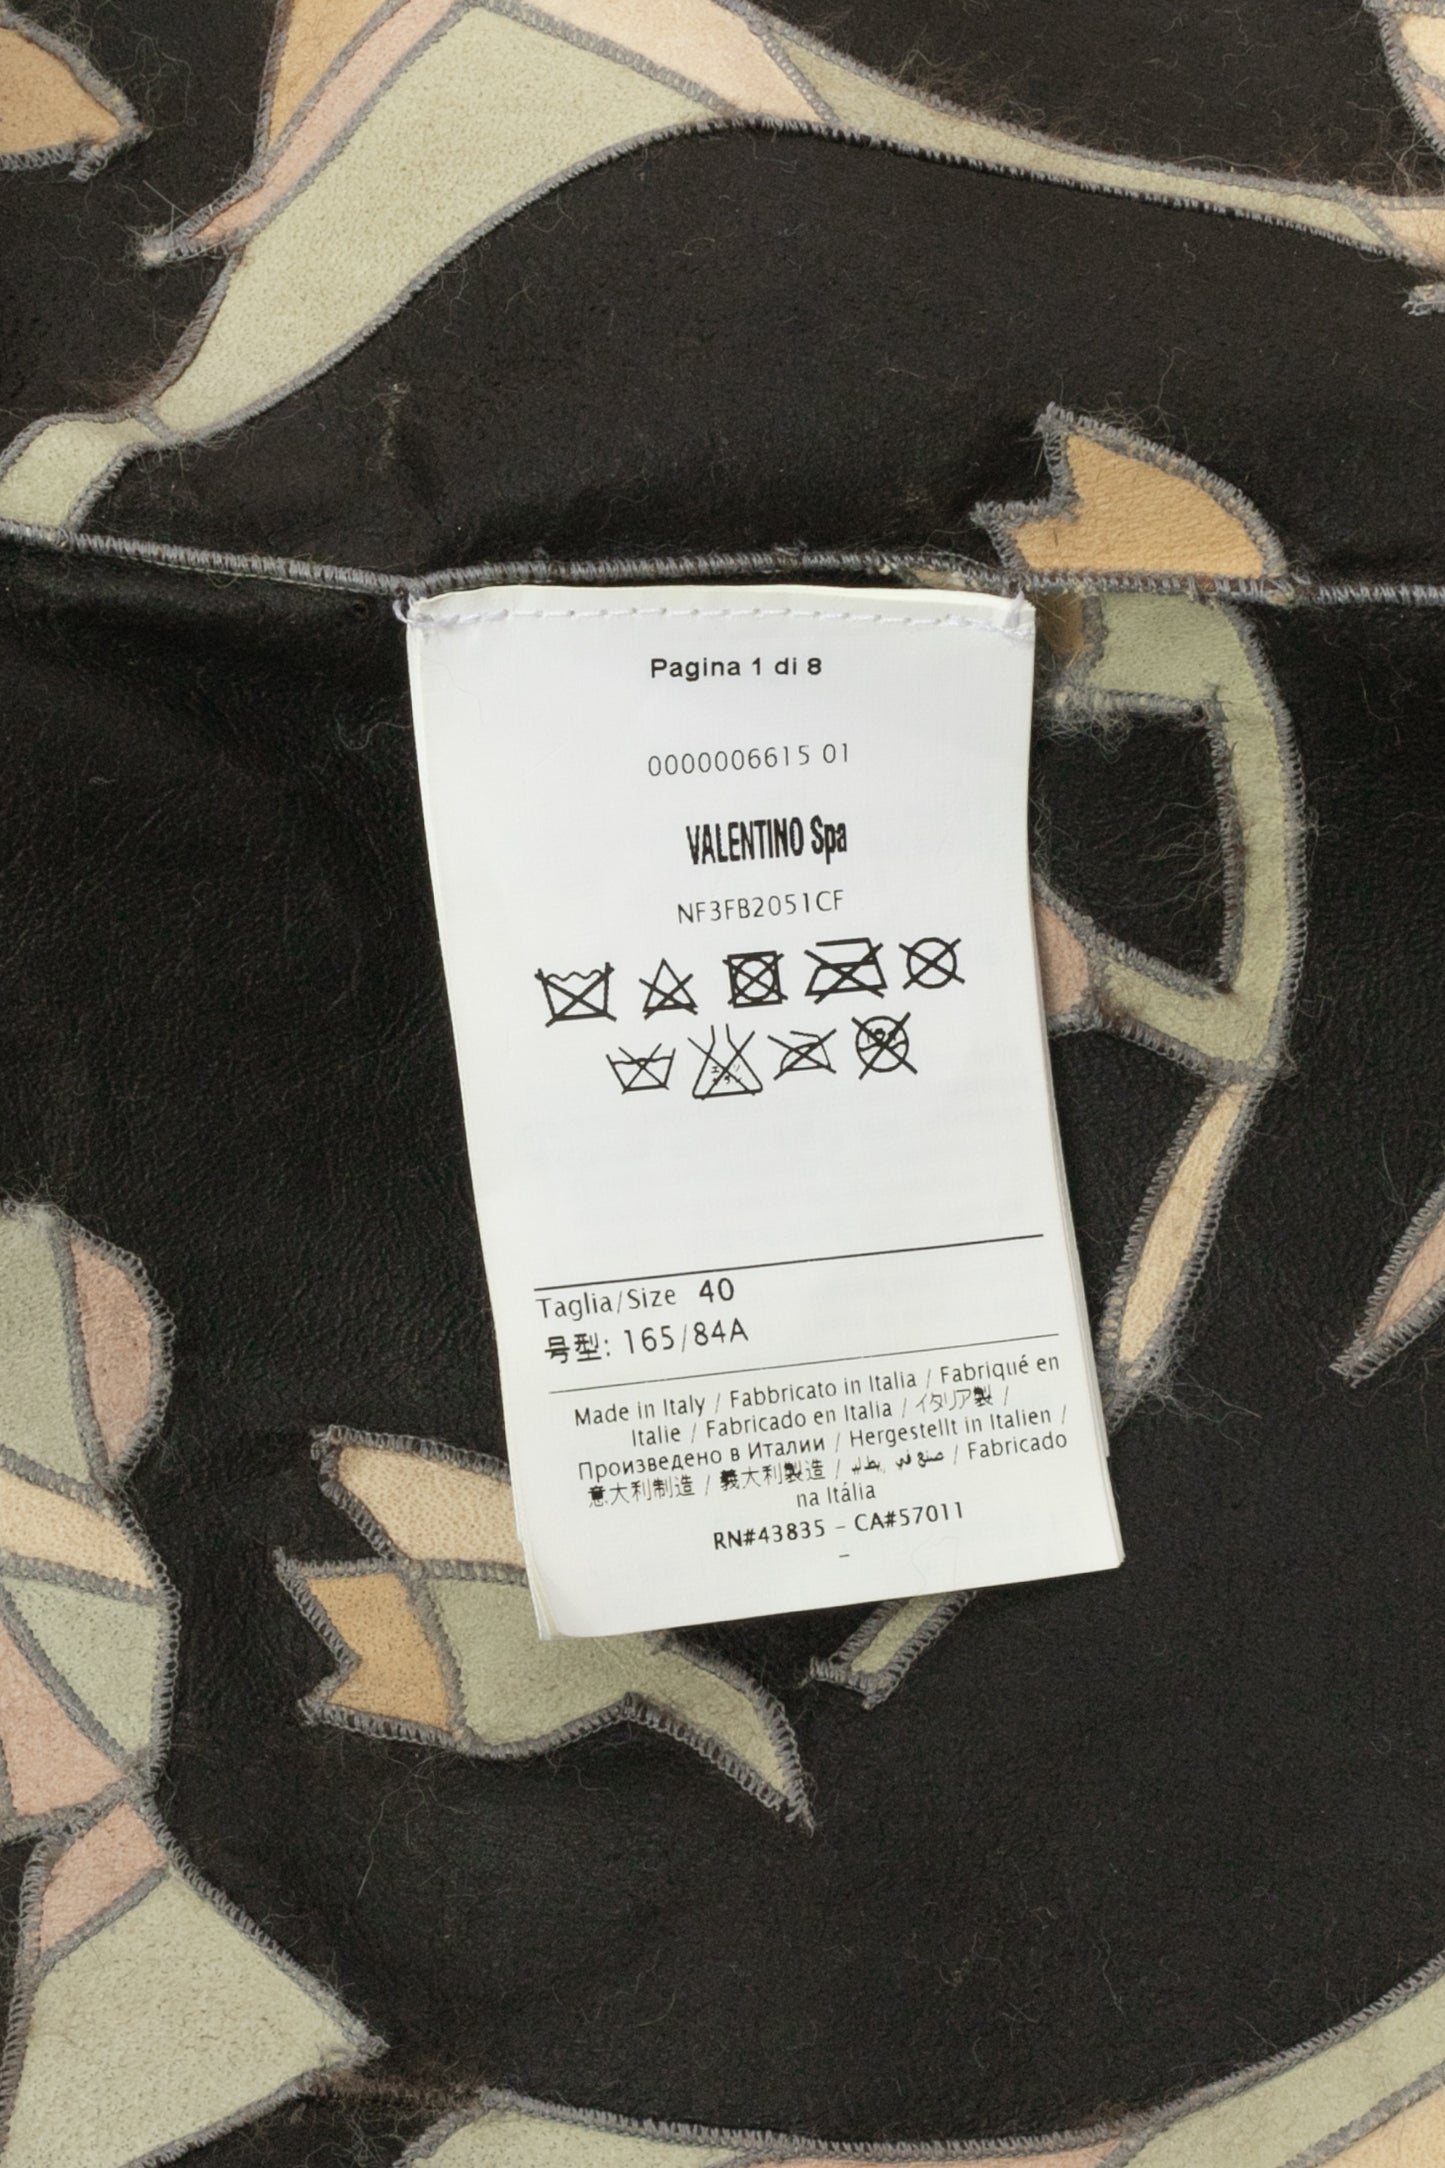 Pagina 1 di 8
0000006615 01
VALENTINO Spa
NF3FB2051CF
Taglia/Size 40
号型: 165/84A
Made in Italy / Fabbricato in Italia / Fabriqué en
Italie / Fabricado en Italia / イタリア製 /
Произведено в Италии / Hergestellt in Italien /
意大利制造 / 義大利製造 / صنع في / Fabricado
na Itália
RN#43835 - CA#57011
-